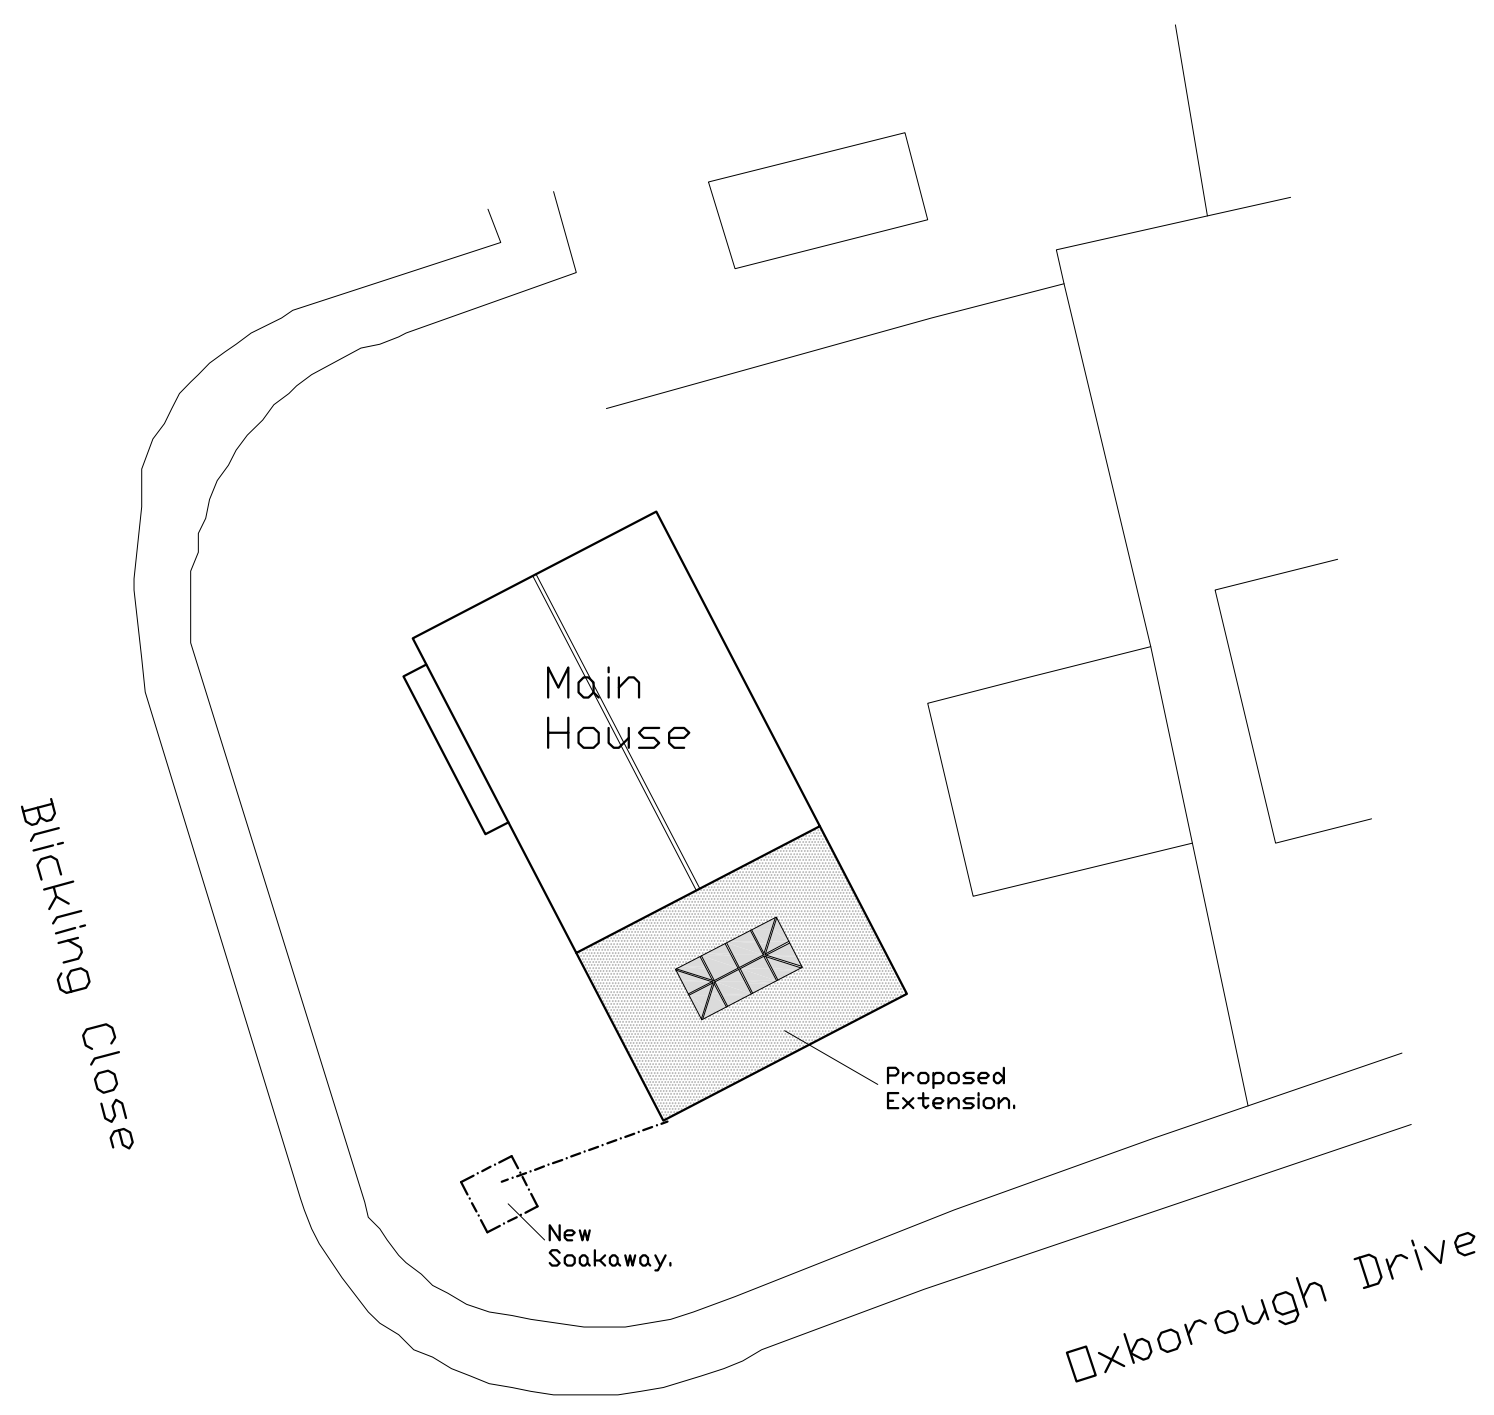 Main
House
Blickling Close
Proposed
Extension.
New
Soakaway.
Oxborough Drive